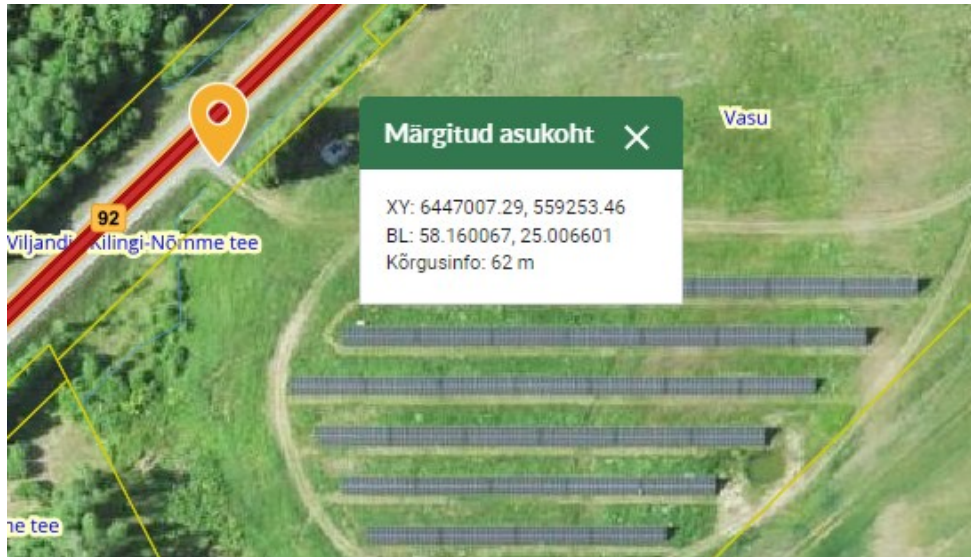 Märgitud asukoht
Vasu
XY: 6447007.29, 559253.46
BL: 58.160067, 25.006601
Kõrgusinfo: 62 m
92
Viljandi-Kilingi-Nõmme tee
ne tee